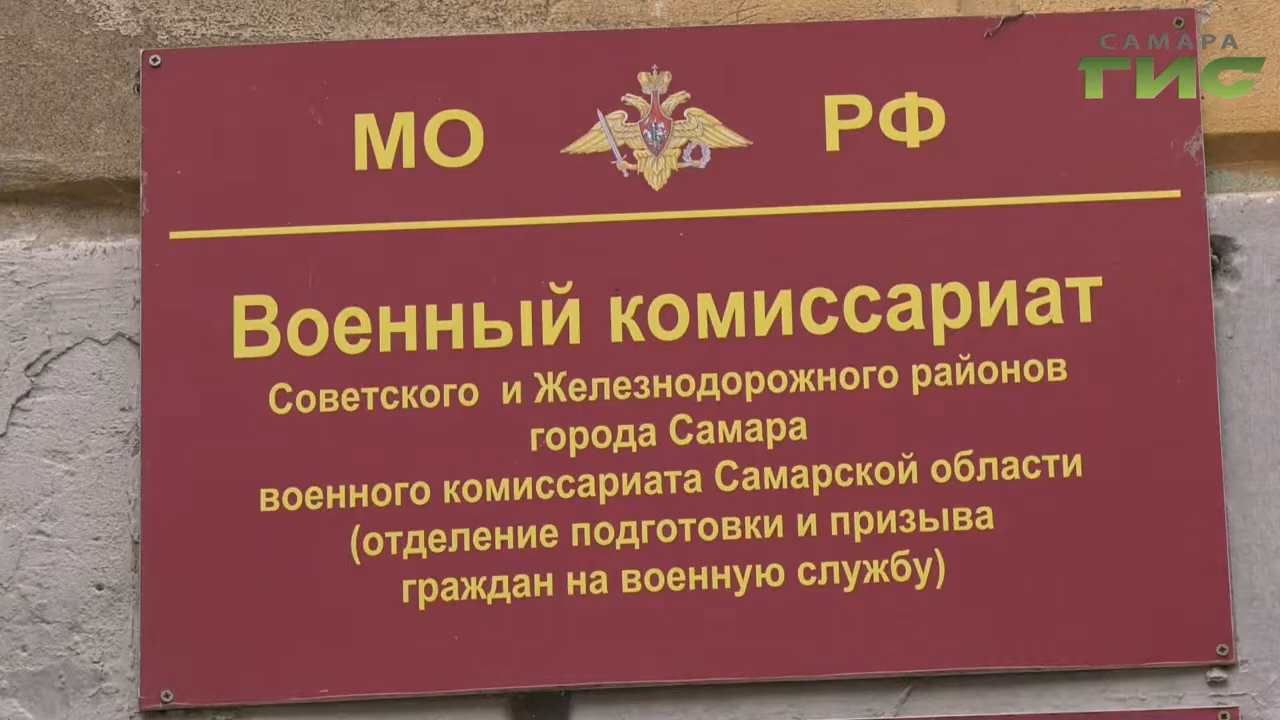 САМАРА
ГИС
МО РФ
Военный комиссариат
Советского и Железнодорожного районов
города Самара
военного комиссариата Самарской области
(отделение подготовки и призыва
граждан на военную службу)